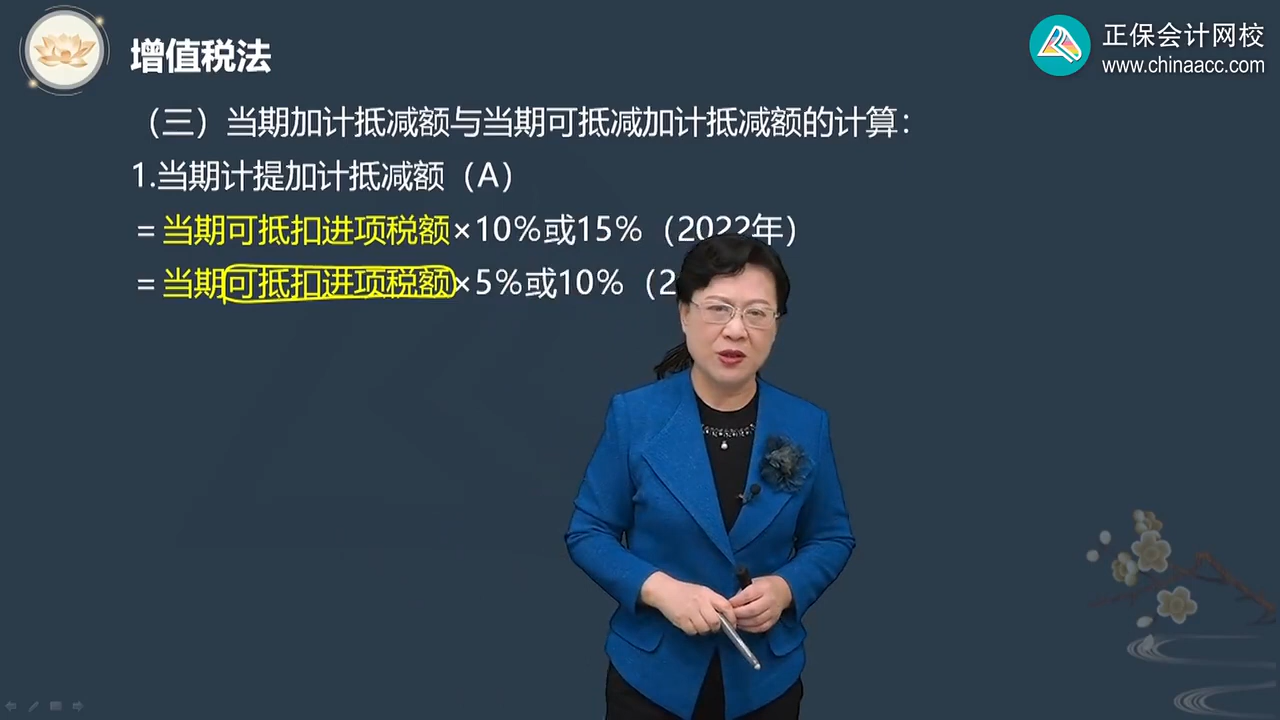 增值税法
正保会计网校
www.chinaacc.com
（三）当期加计抵减额与当期可抵减加计抵减额的计算：
1.当期计提加计抵减额（A）
＝当期可抵扣进项税额×10%或15%（2022年）
＝当期可抵扣进项税额×5%或10%（2